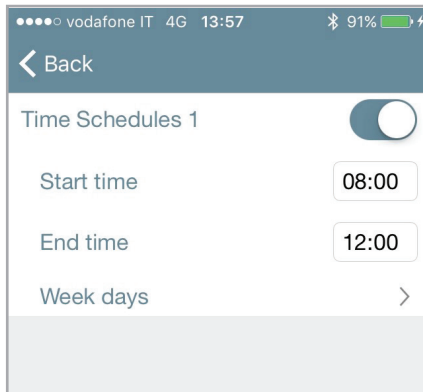 vodafone IT 4G 13:57 91%
Back
Time Schedules 1
Start time 08:00
End time 12:00
Week days